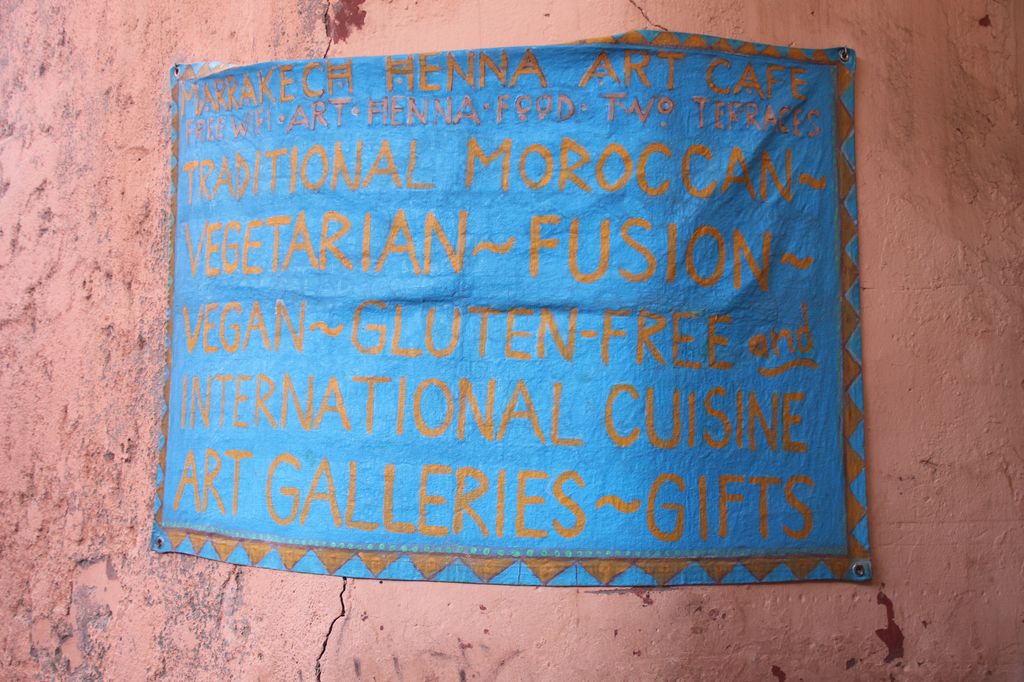 MARRAKECH HENNA ART CAFE
FREE WIFI · ART · HENNA · FOOD · TWO TERRACES
TRADITIONAL MOROCCAN~
VEGETARIAN~FUSION~
VEGAN~GLUTEN-FREE and
INTERNATIONAL CUISINE
ART GALLERIES~GIFTS